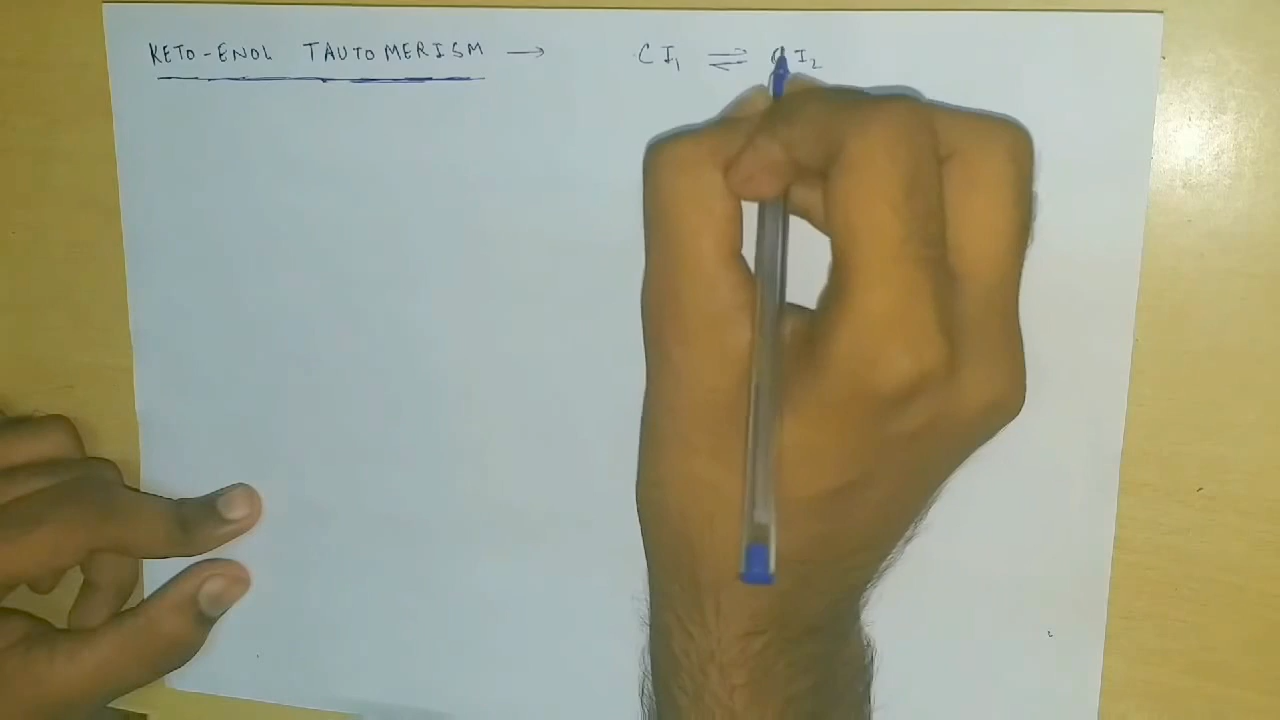 KETO-ENOL TAUTOMERISM → CI₁ ⇌ CI₂